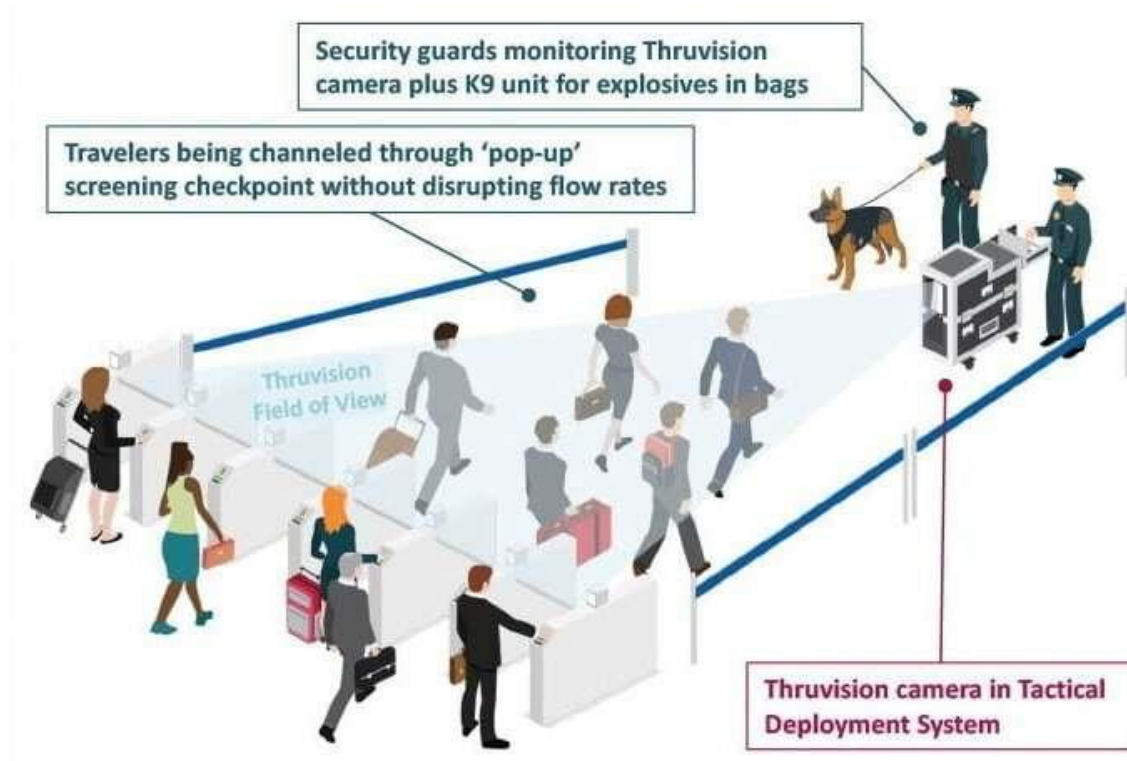 Security guards monitoring Thruvision
camera plus K9 unit for explosives in bags
Travelers being channeled through ‘pop-up’
screening checkpoint without disrupting flow rates
Thruvision
Field of View
Thruvision camera in Tactical
Deployment System